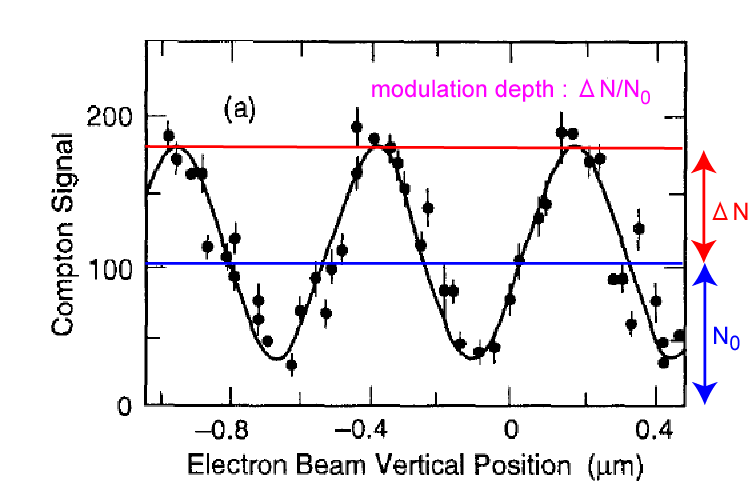 (a)
modulation depth : ΔN/N₀
200
100
0
Compton Signal
ΔN
N₀
−0.8
−0.4
0
0.4
Electron Beam Vertical Position (μm)